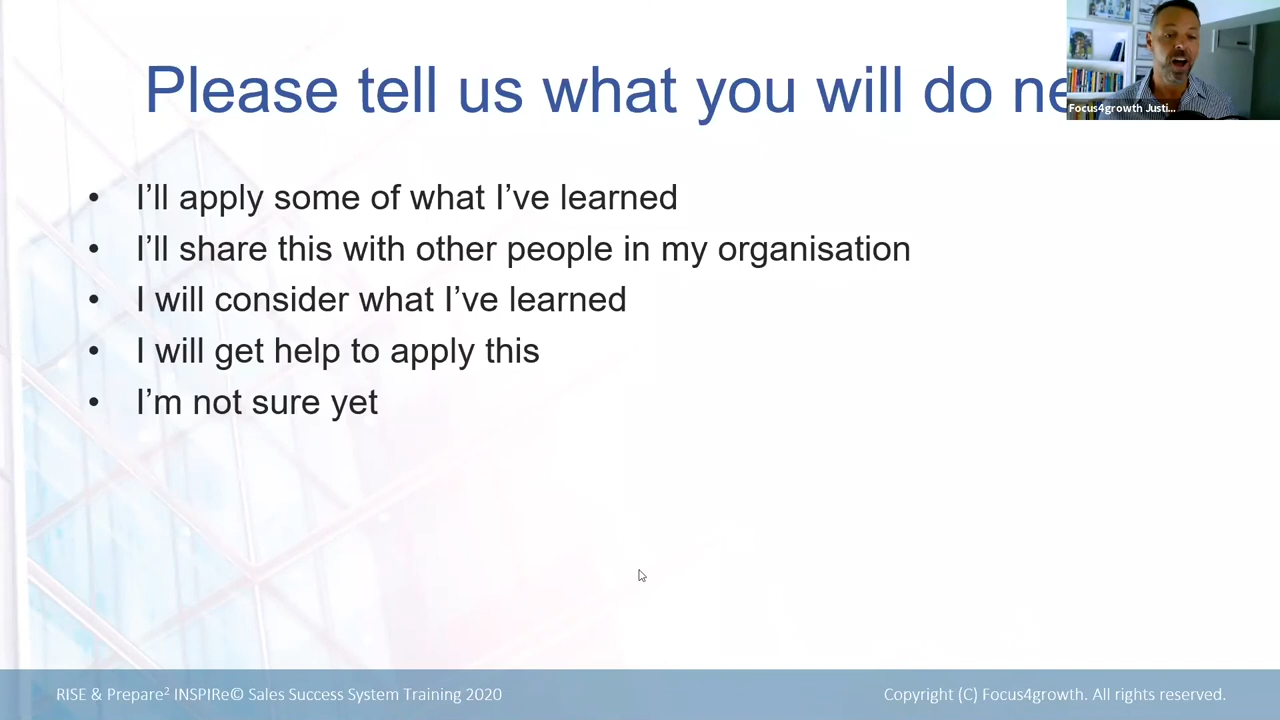 Please tell us what you will do ne
Focus4growth Justi...
• I’ll apply some of what I’ve learned
• I’ll share this with other people in my organisation
• I will consider what I’ve learned
• I will get help to apply this
• I’m not sure yet
RISE & Prepare² INSPIRe© Sales Success System Training 2020
Copyright (C) Focus4growth. All rights reserved.